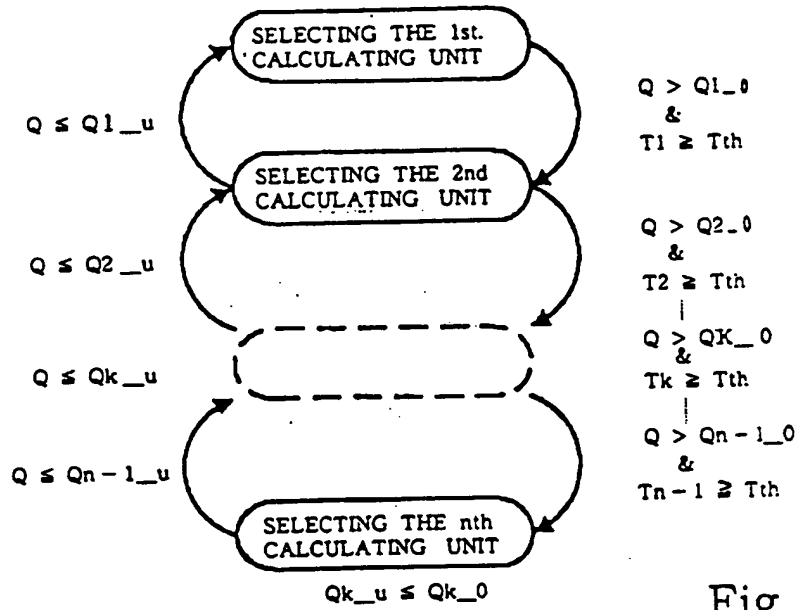 SELECTING THE 1st.
CALCULATING UNIT
Q ≤ Q1_u
Q > Q1_0
&
T1 ≧ Tth
SELECTING THE 2nd
CALCULATING UNIT
Q ≤ Q2_u
Q > Q2_0
&
T2 ≧ Tth
Q ≤ Qk_u
Q > QK_0
&
Tk ≧ Tth
Q ≤ Qn-1_u
Q > Qn-1_0
&
Tn-1 ≧ Tth
SELECTING THE nth
CALCULATING UNIT
Qk_u ≤ Qk_0
Fig